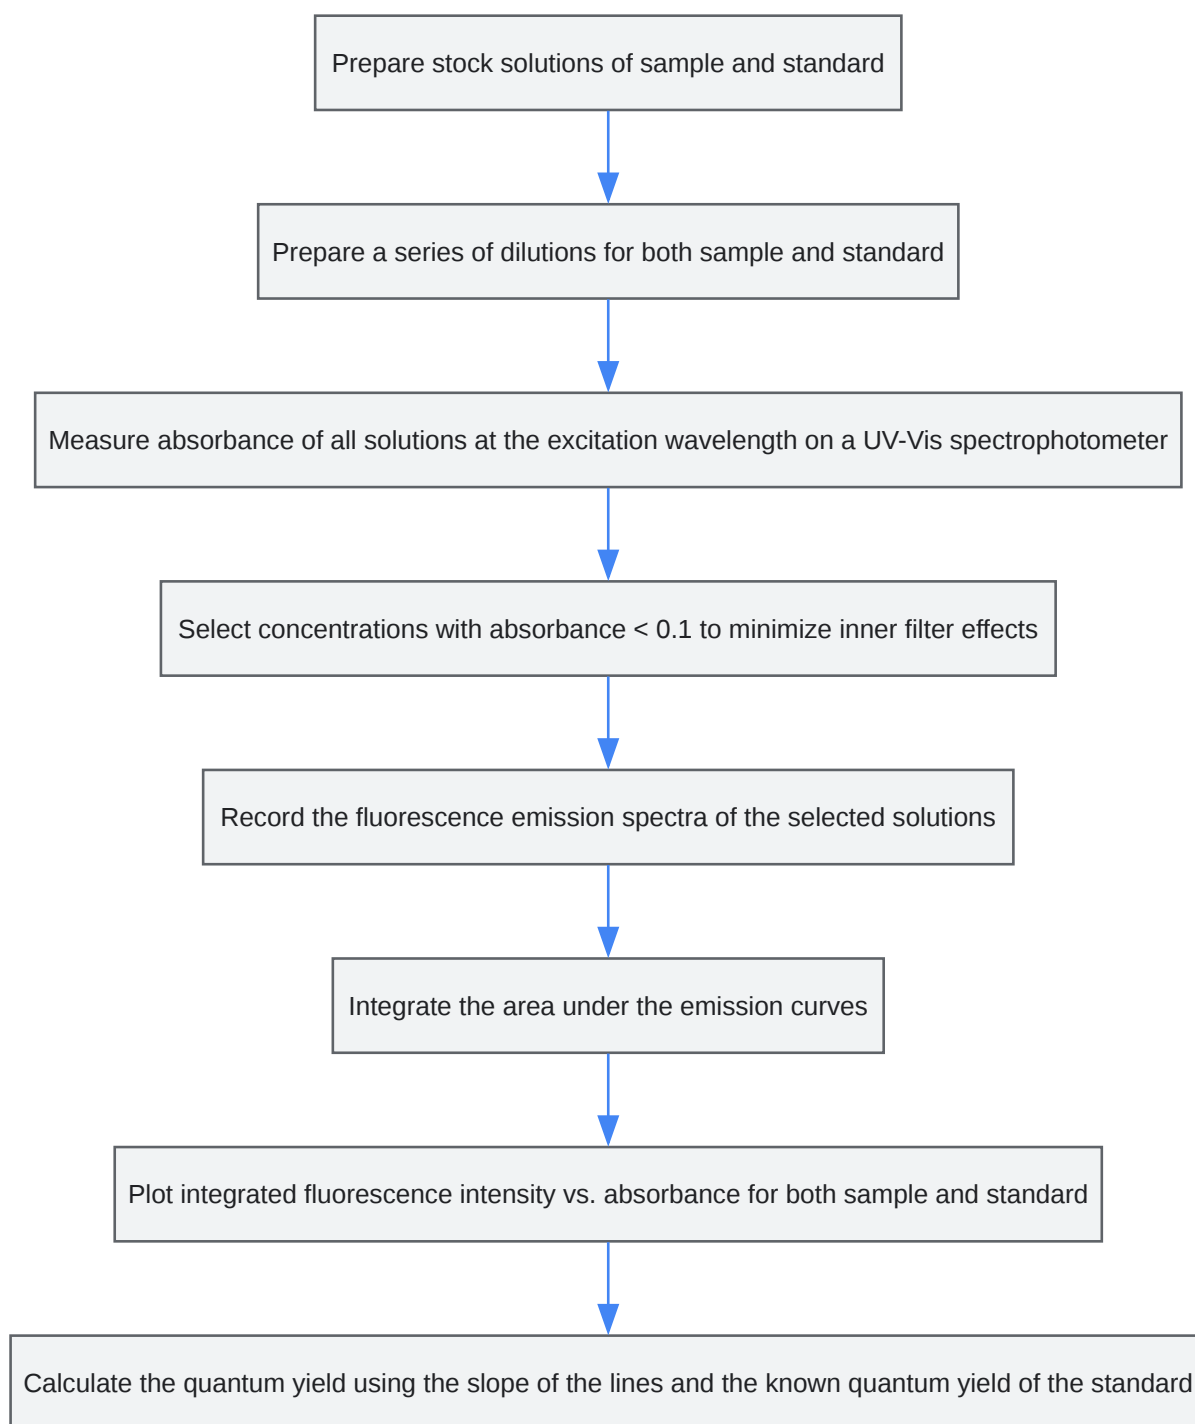 Prepare stock solutions of sample and standard
Prepare a series of dilutions for both sample and standard
Measure absorbance of all solutions at the excitation wavelength on a UV-Vis spectrophotometer
Select concentrations with absorbance < 0.1 to minimize inner filter effects
Record the fluorescence emission spectra of the selected solutions
Integrate the area under the emission curves
Plot integrated fluorescence intensity vs. absorbance for both sample and standard
Calculate the quantum yield using the slope of the lines and the known quantum yield of the standard